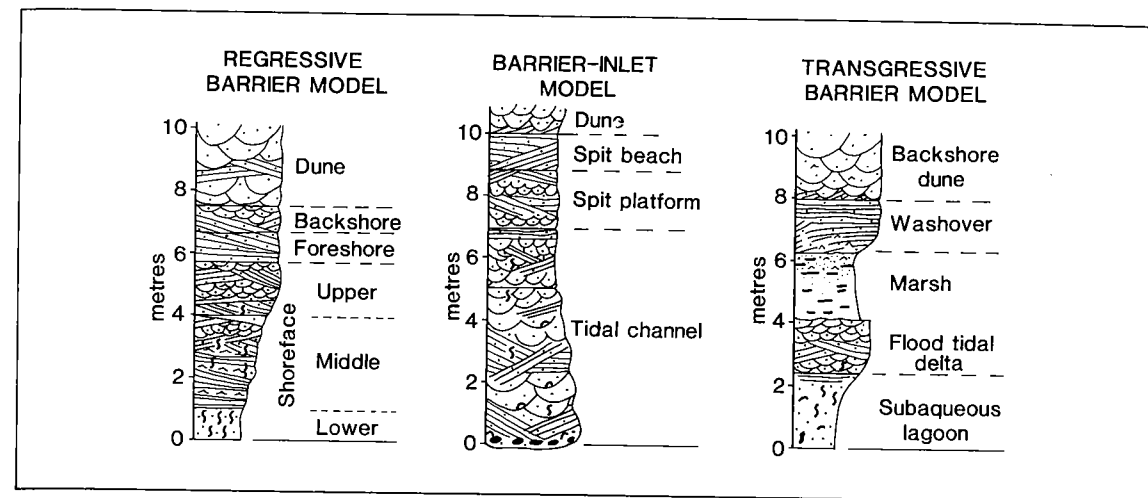 REGRESSIVE
BARRIER MODEL
10
8
6
4
2
0
metres
Dune
Backshore
Foreshore
Upper
Middle
Lower
Shoreface
BARRIER-INLET
MODEL
10
8
6
4
2
0
metres
Dune
Spit beach
Spit platform
Tidal channel
TRANSGRESSIVE
BARRIER MODEL
10
8
6
4
2
0
metres
Backshore
dune
Washover
Marsh
Flood tidal
delta
Subaqueous
lagoon